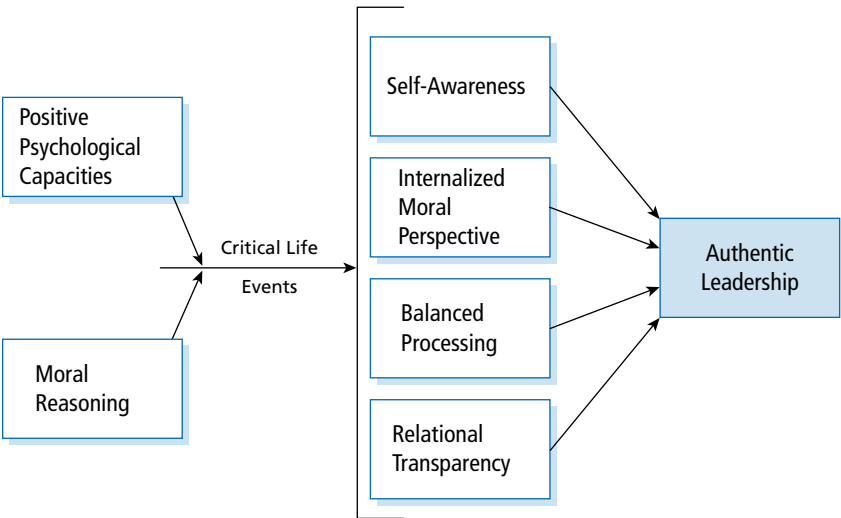 Positive
Psychological
Capacities
Moral
Reasoning
Critical Life
Events
Self-Awareness
Internalized
Moral
Perspective
Balanced
Processing
Relational
Transparency
Authentic
Leadership